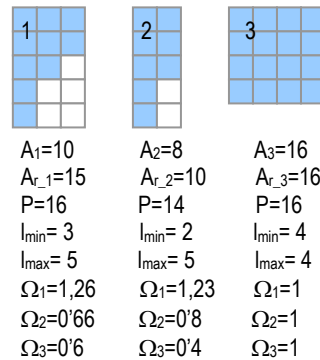 1 2 3
A1=10 A2=8 A3=16
Ar_1=15 Ar_2=10 Ar_3=16
P=16 P=14 P=16
lmin= 3 lmin= 2 lmin= 4
lmax= 5 lmax= 5 lmax= 4
Ω1=1,26 Ω1=1,23 Ω1=1
Ω2=0'66 Ω2=0'8 Ω2=1
Ω3=0'6 Ω3=0'4 Ω3=1